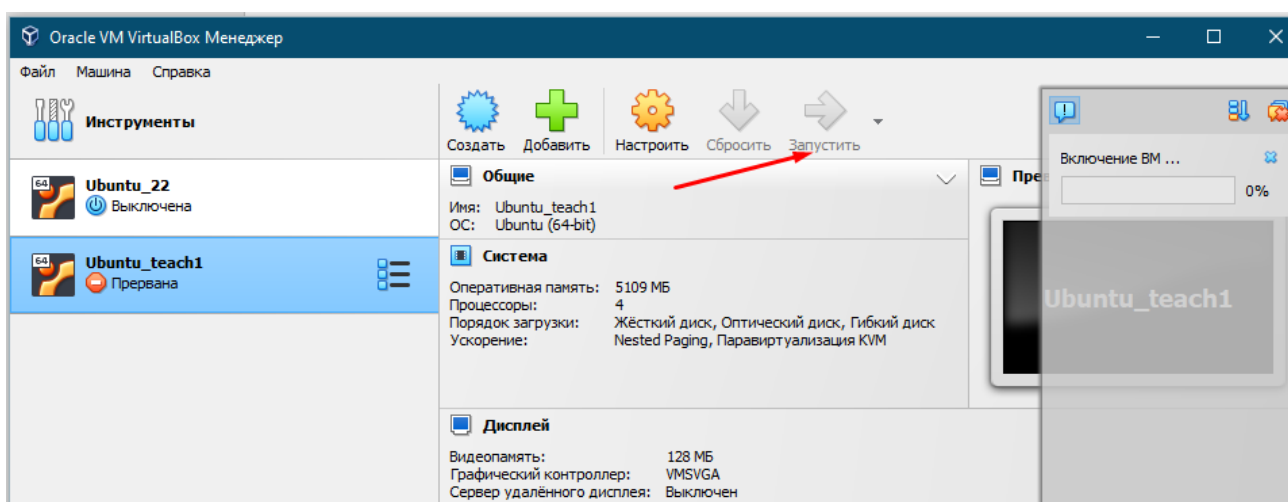 Oracle VM VirtualBox Менеджер
Файл Машина Справка
Инструменты
Создать Добавить Настроить Сбросить Запустить
64
Ubuntu_22
Выключена
64
Ubuntu_teach1
Прервана
Общие
Имя: Ubuntu_teach1
ОС: Ubuntu (64-bit)
Система
Оперативная память: 5109 МБ
Процессоры: 4
Порядок загрузки: Жёсткий диск, Оптический диск, Гибкий диск
Ускорение: Nested Paging, Паравиртуализация KVM
Дисплей
Видеопамять: 128 МБ
Графический контроллер: VMSVGA
Сервер удалённого дисплея: Выключен
Включение ВМ ...
0%
Ubuntu_teach1